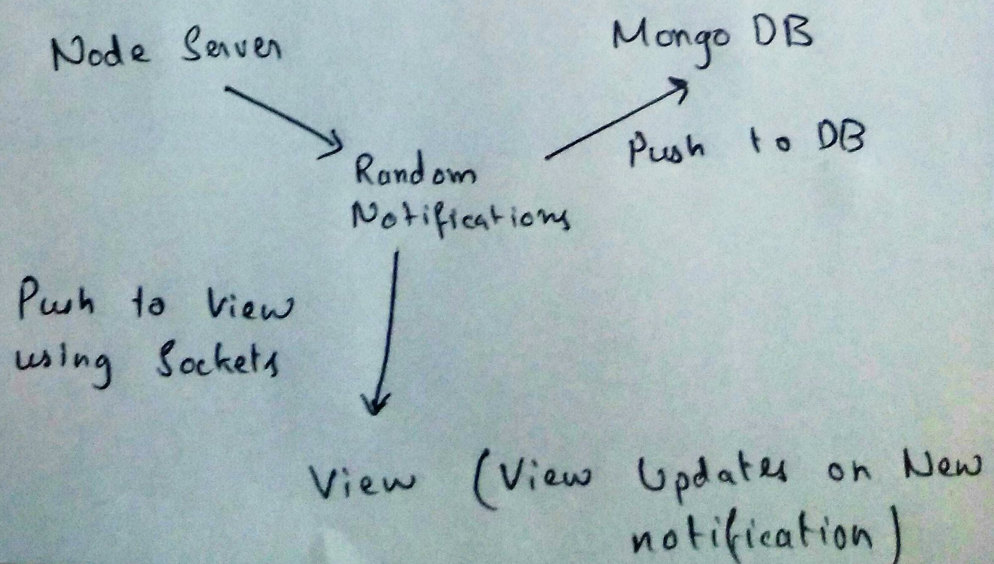 Node Server
Mongo DB
Push to DB
Random
Notifications
Push to View
using Sockets
View (View Updates on New
notification)